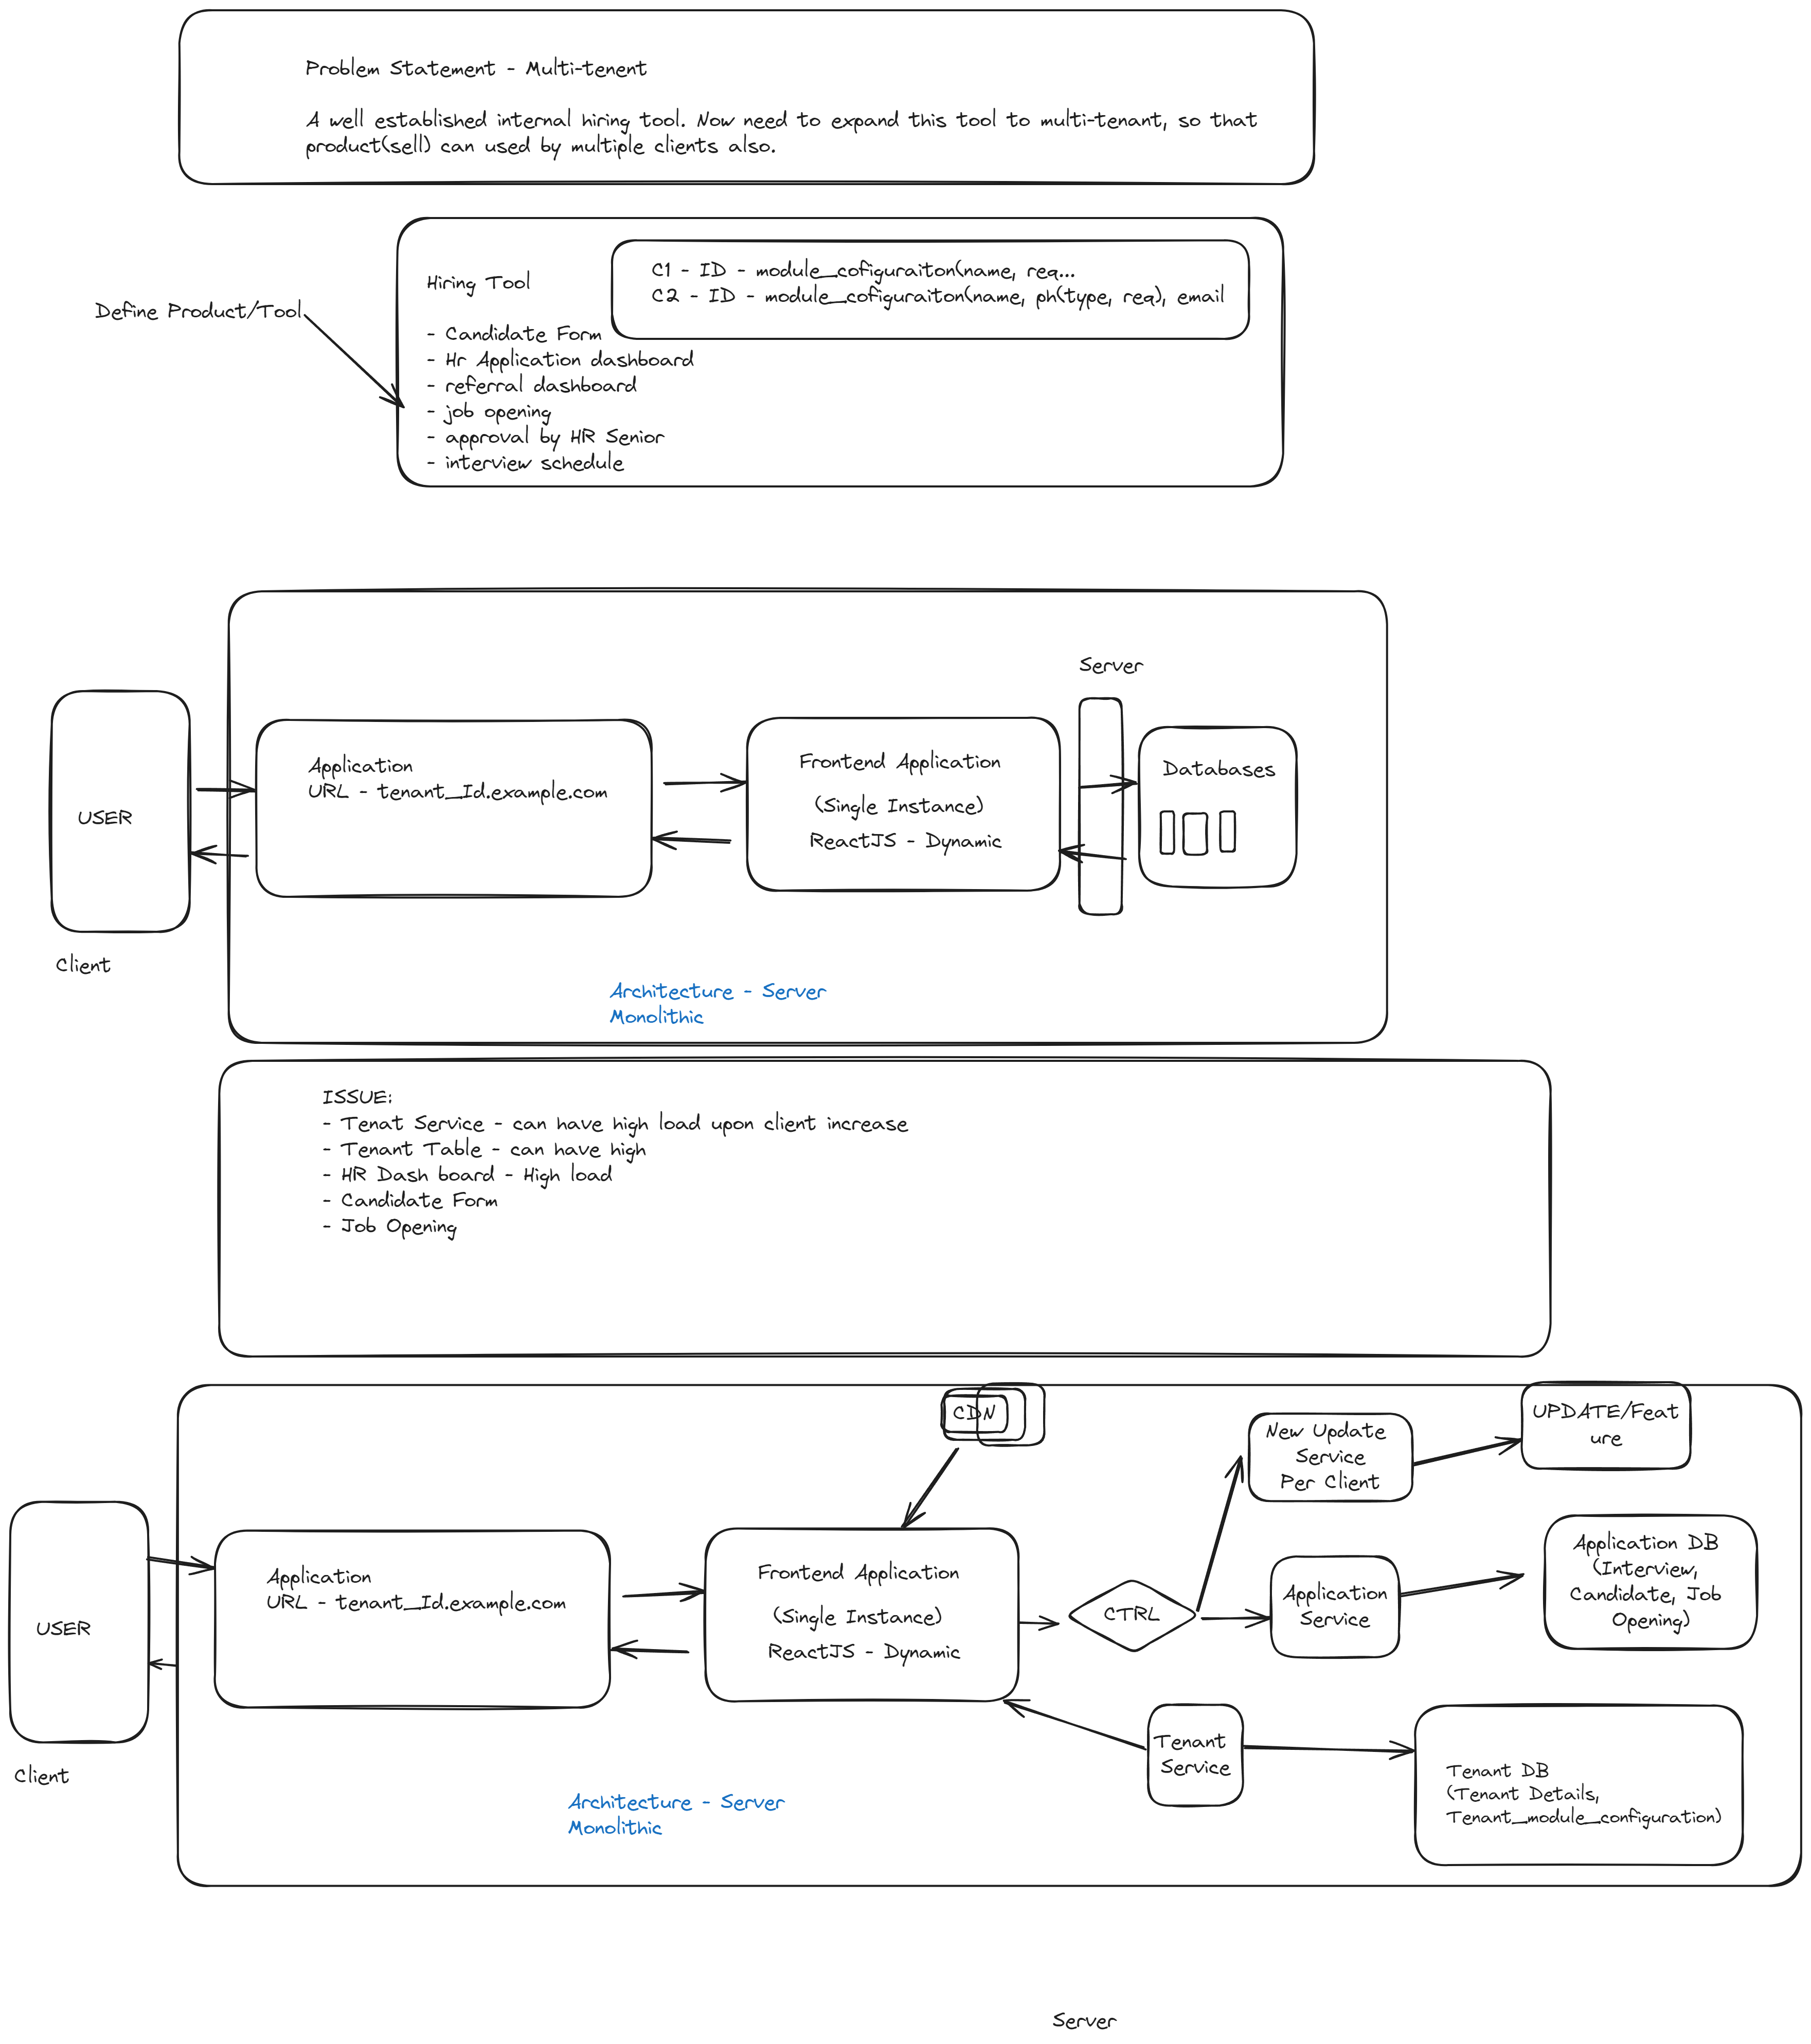 Problem Statement - Multi-tenent
A well established internal hiring tool. Now need to expand this tool to multi-tenant, so that
product(sell) can used by multiple clients also.
Define Product/Tool
Hiring Tool
C1 - ID - module_cofiguraiton(name, req...
C2 - ID - module_cofiguraiton(name, ph(type, req), email
- Candidate Form
- Hr Application dashboard
- referral dashboard
- job opening
- approval by HR Senior
- interview schedule
USER
Client
Application
URL - tenant_Id.example.com
Frontend Application
(Single Instance)
ReactJS - Dynamic
Server
Databases
Architecture - Server
Monolithic
ISSUE:
- Tenat Service - can have high load upon client increase
- Tenant Table - can have high
- HR Dash board - High load
- Candidate Form
- Job Opening
USER
Client
Application
URL - tenant_Id.example.com
CDN
Frontend Application
(Single Instance)
ReactJS - Dynamic
CTRL
New Update
Service
Per Client
UPDATE/Feat
ure
Application
Service
Application DB
(Interview,
Candidate, Job
Opening)
Tenant
Service
Tenant DB
(Tenant Details,
Tenant_module_configuration)
Architecture - Server
Monolithic
Server